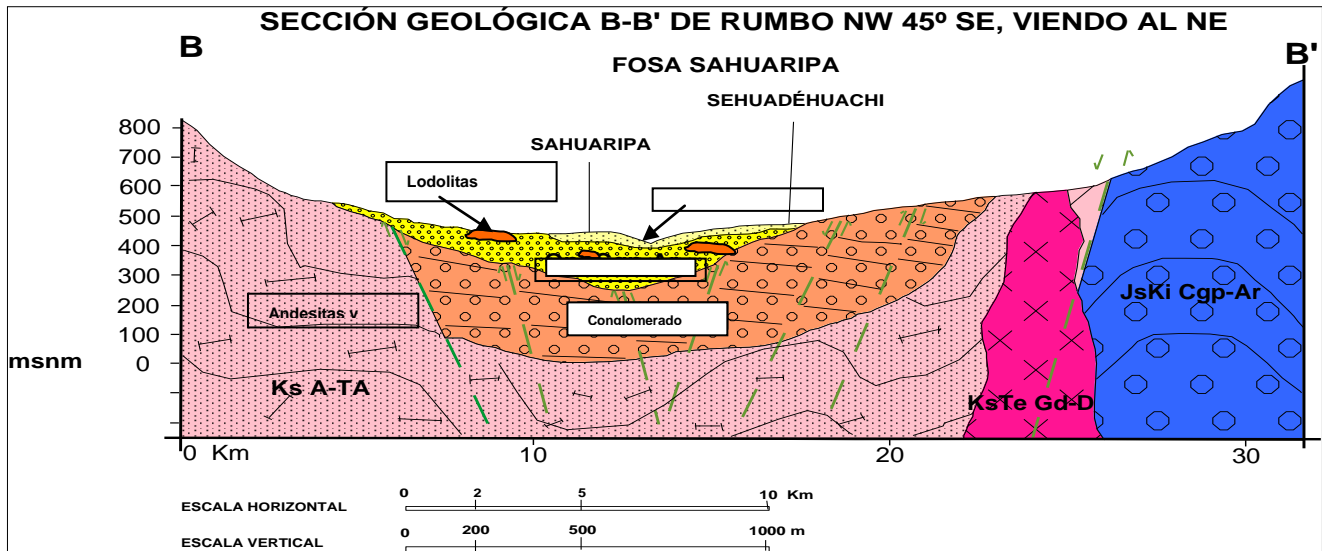 SECCIÓN GEOLÓGICA B-B' DE RUMBO NW 45º SE, VIENDO AL NE
B
B'
FOSA SAHUARIPA
SEHUADÉHUACHI
SAHUARIPA
800
700
600
500
400
300
200
100
0
msnm
Lodolitas
Andesitas y
Conglomerado
JsKi Cgp-Ar
Ks A-TA
KsTe Gd-D
0 Km
10
20
30
ESCALA HORIZONTAL
0 2 5 10 Km
ESCALA VERTICAL
0 200 500 1000 m